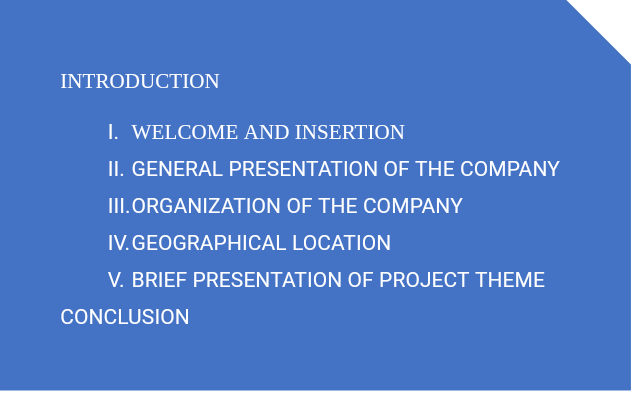 INTRODUCTION
I. WELCOME AND INSERTION
II. GENERAL PRESENTATION OF THE COMPANY
III. ORGANIZATION OF THE COMPANY
IV. GEOGRAPHICAL LOCATION
V. BRIEF PRESENTATION OF PROJECT THEME
CONCLUSION